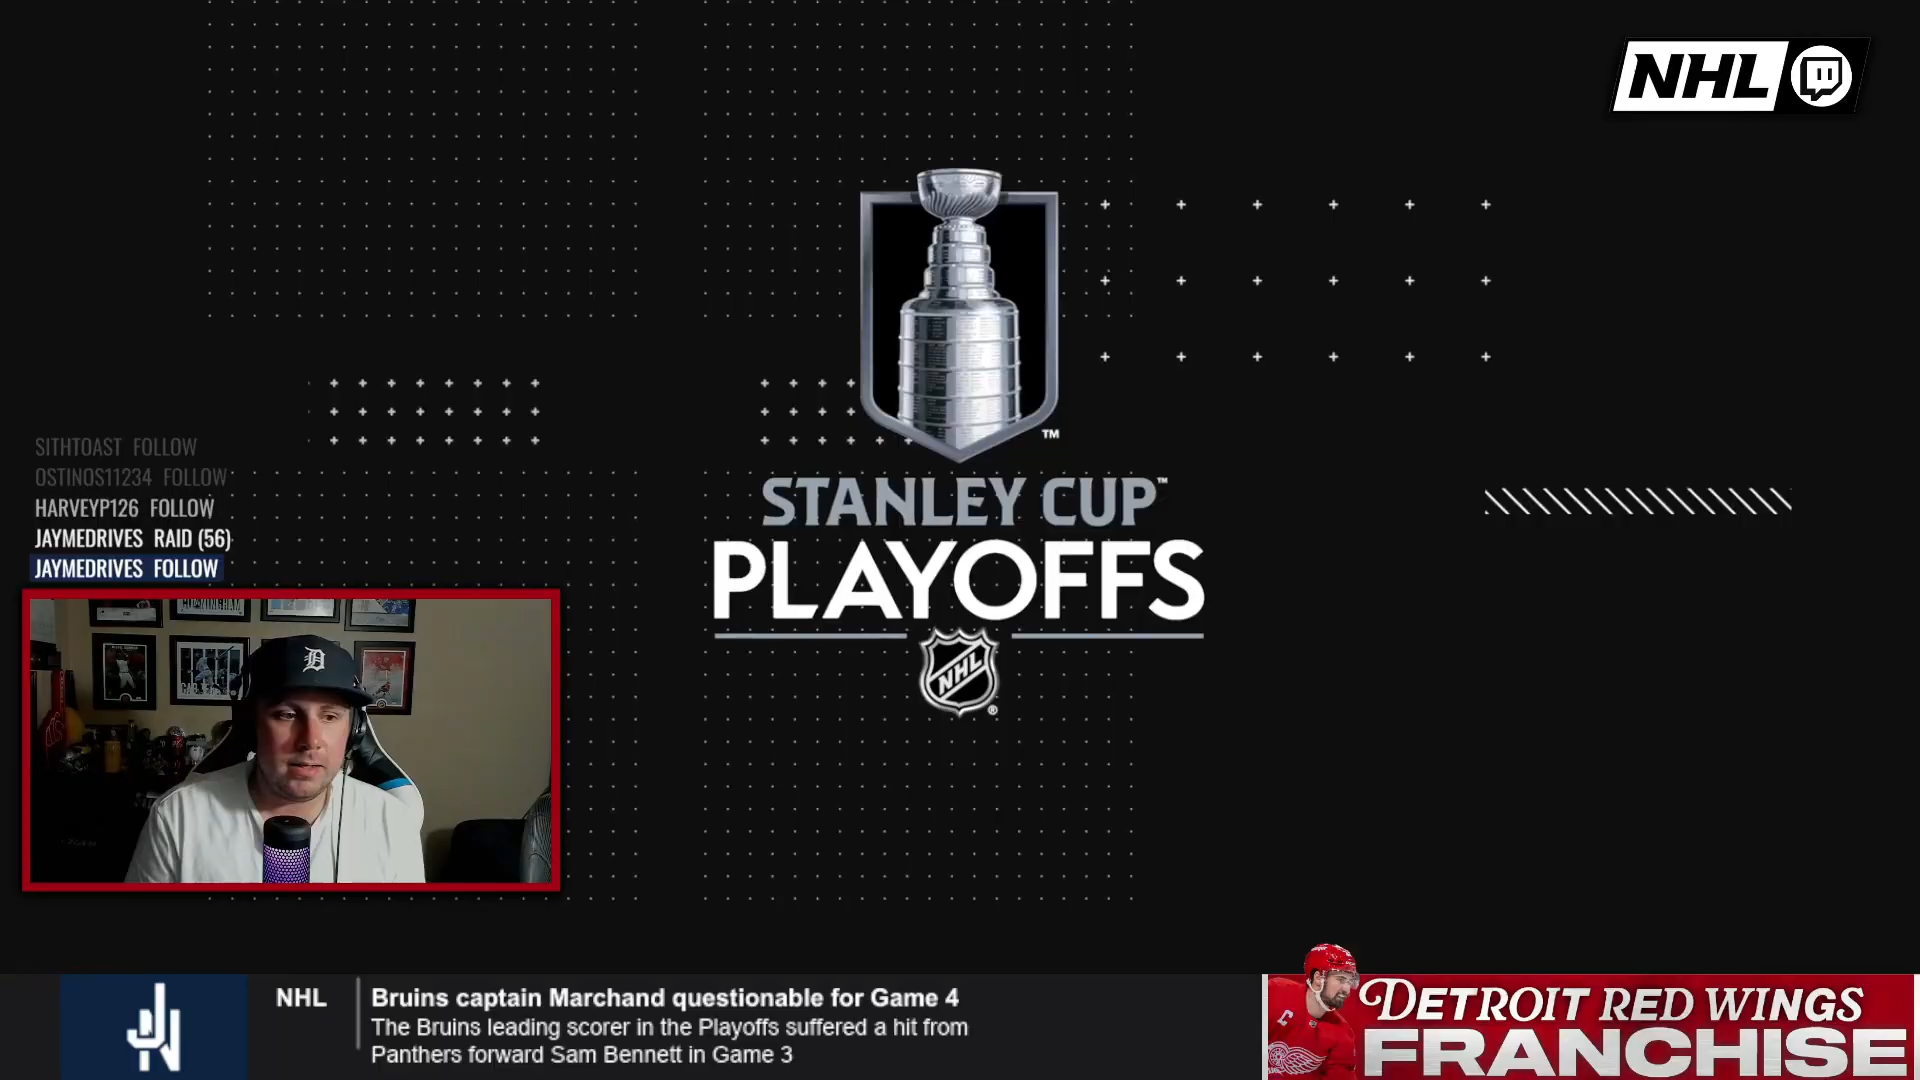 NHL
STANLEY CUP™
PLAYOFFS
NHL
®
TM
SITHTOAST FOLLOW
OSTINOS11234 FOLLOW
HARVEYP126 FOLLOW
JAYMEDRIVES RAID (56)
JAYMEDRIVES FOLLOW
D
JN
NHL
Bruins captain Marchand questionable for Game 4
The Bruins leading scorer in the Playoffs suffered a hit from
Panthers forward Sam Bennett in Game 3
C
DETROIT RED WINGS
FRANCHISE